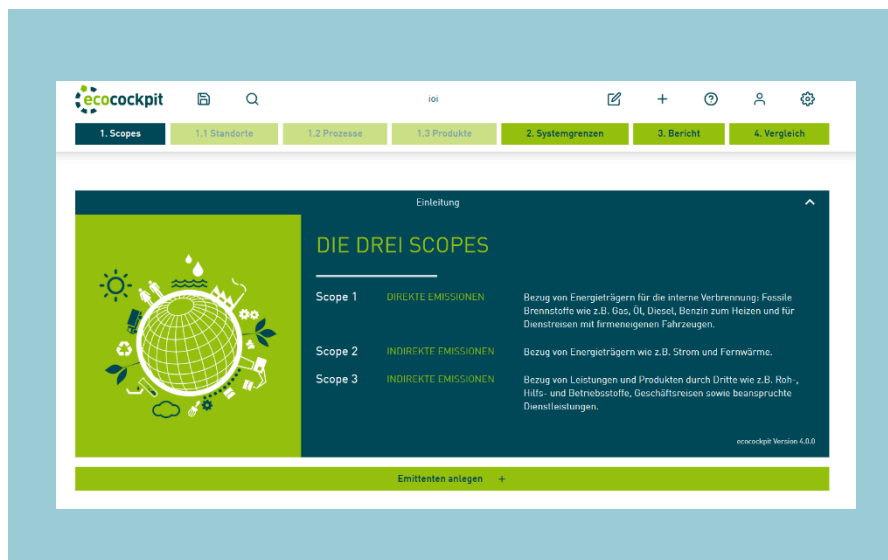 ecocockpit
ioi
1. Scopes
1.1 Standorte
1.2 Prozesse
1.3 Produkte
2. Systemgrenzen
3. Bericht
4. Vergleich
Einleitung
DIE DREI SCOPES
Scope 1
DIREKTE EMISSIONEN
Bezug von Energieträgern für die interne Verbrennung: Fossile
Brennstoffe wie z.B. Gas, Öl, Diesel, Benzin zum Heizen und für
Dienstreisen mit firmeneigenen Fahrzeugen.
Scope 2
INDIREKTE EMISSIONEN
Bezug von Energieträgern wie z.B. Strom und Fernwärme.
Scope 3
INDIREKTE EMISSIONEN
Bezug von Leistungen und Produkten durch Dritte wie z.B. Roh-,
Hilfs- und Betriebsstoffe, Geschäftsreisen sowie beanspruchte
Dienstleistungen.
ecocockpit Version 4.0.0
Emittenten anlegen +